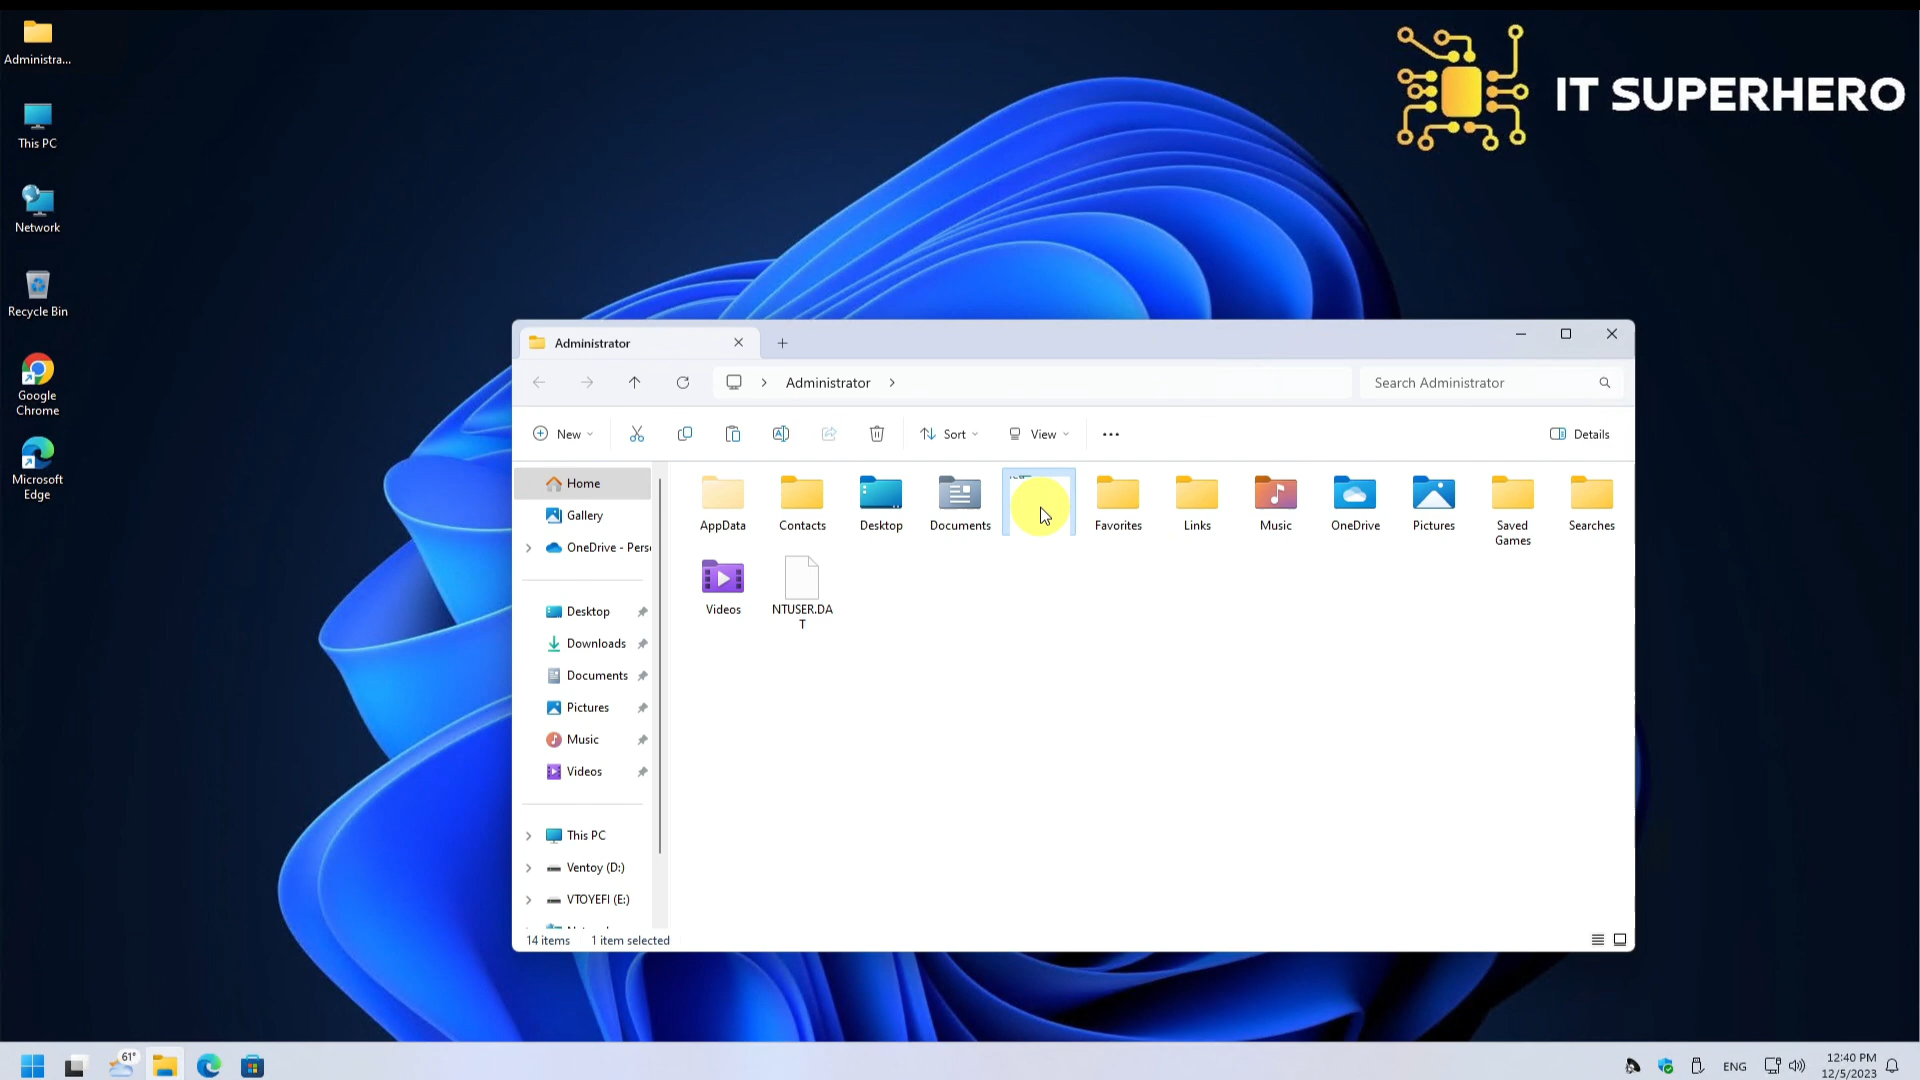 Administra...
This PC
Network
Recycle Bin
Google
Chrome
Microsoft
Edge
IT SUPERHERO
Administrator
Administrator
Search Administrator
New
Sort
View
Details
Home
Gallery
OneDrive - Pers
Desktop
Downloads
Documents
Pictures
Music
Videos
This PC
Ventoy (D:)
VTOYEFI (E:)
AppData
Contacts
Desktop
Documents
Favorites
Links
Music
OneDrive
Pictures
Saved
Games
Searches
Videos
NTUSER.DA
T
14 items
1 item selected
61°
ENG
12:40 PM
12/5/2023